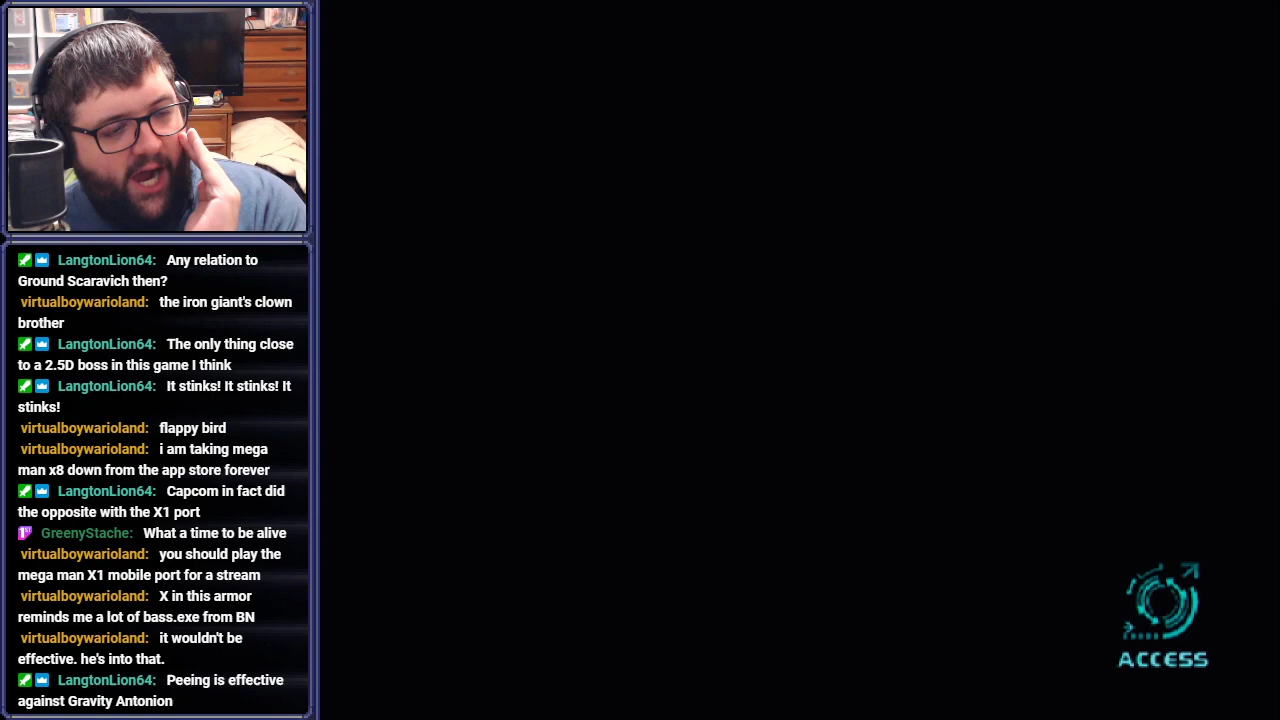 LangtonLion64: Any relation to
Ground Scaravich then?
virtualboywarioland: the iron giant's clown
brother
LangtonLion64: The only thing close
to a 2.5D boss in this game I think
LangtonLion64: It stinks! It stinks! It
stinks!
virtualboywarioland: flappy bird
virtualboywarioland: i am taking mega
man x8 down from the app store forever
LangtonLion64: Capcom in fact did
the opposite with the X1 port
1ST GreenyStache: What a time to be alive
virtualboywarioland: you should play the
mega man X1 mobile port for a stream
virtualboywarioland: X in this armor
reminds me a lot of bass.exe from BN
virtualboywarioland: it wouldn't be
effective. he's into that.
LangtonLion64: Peeing is effective
against Gravity Antonion
ACCESS